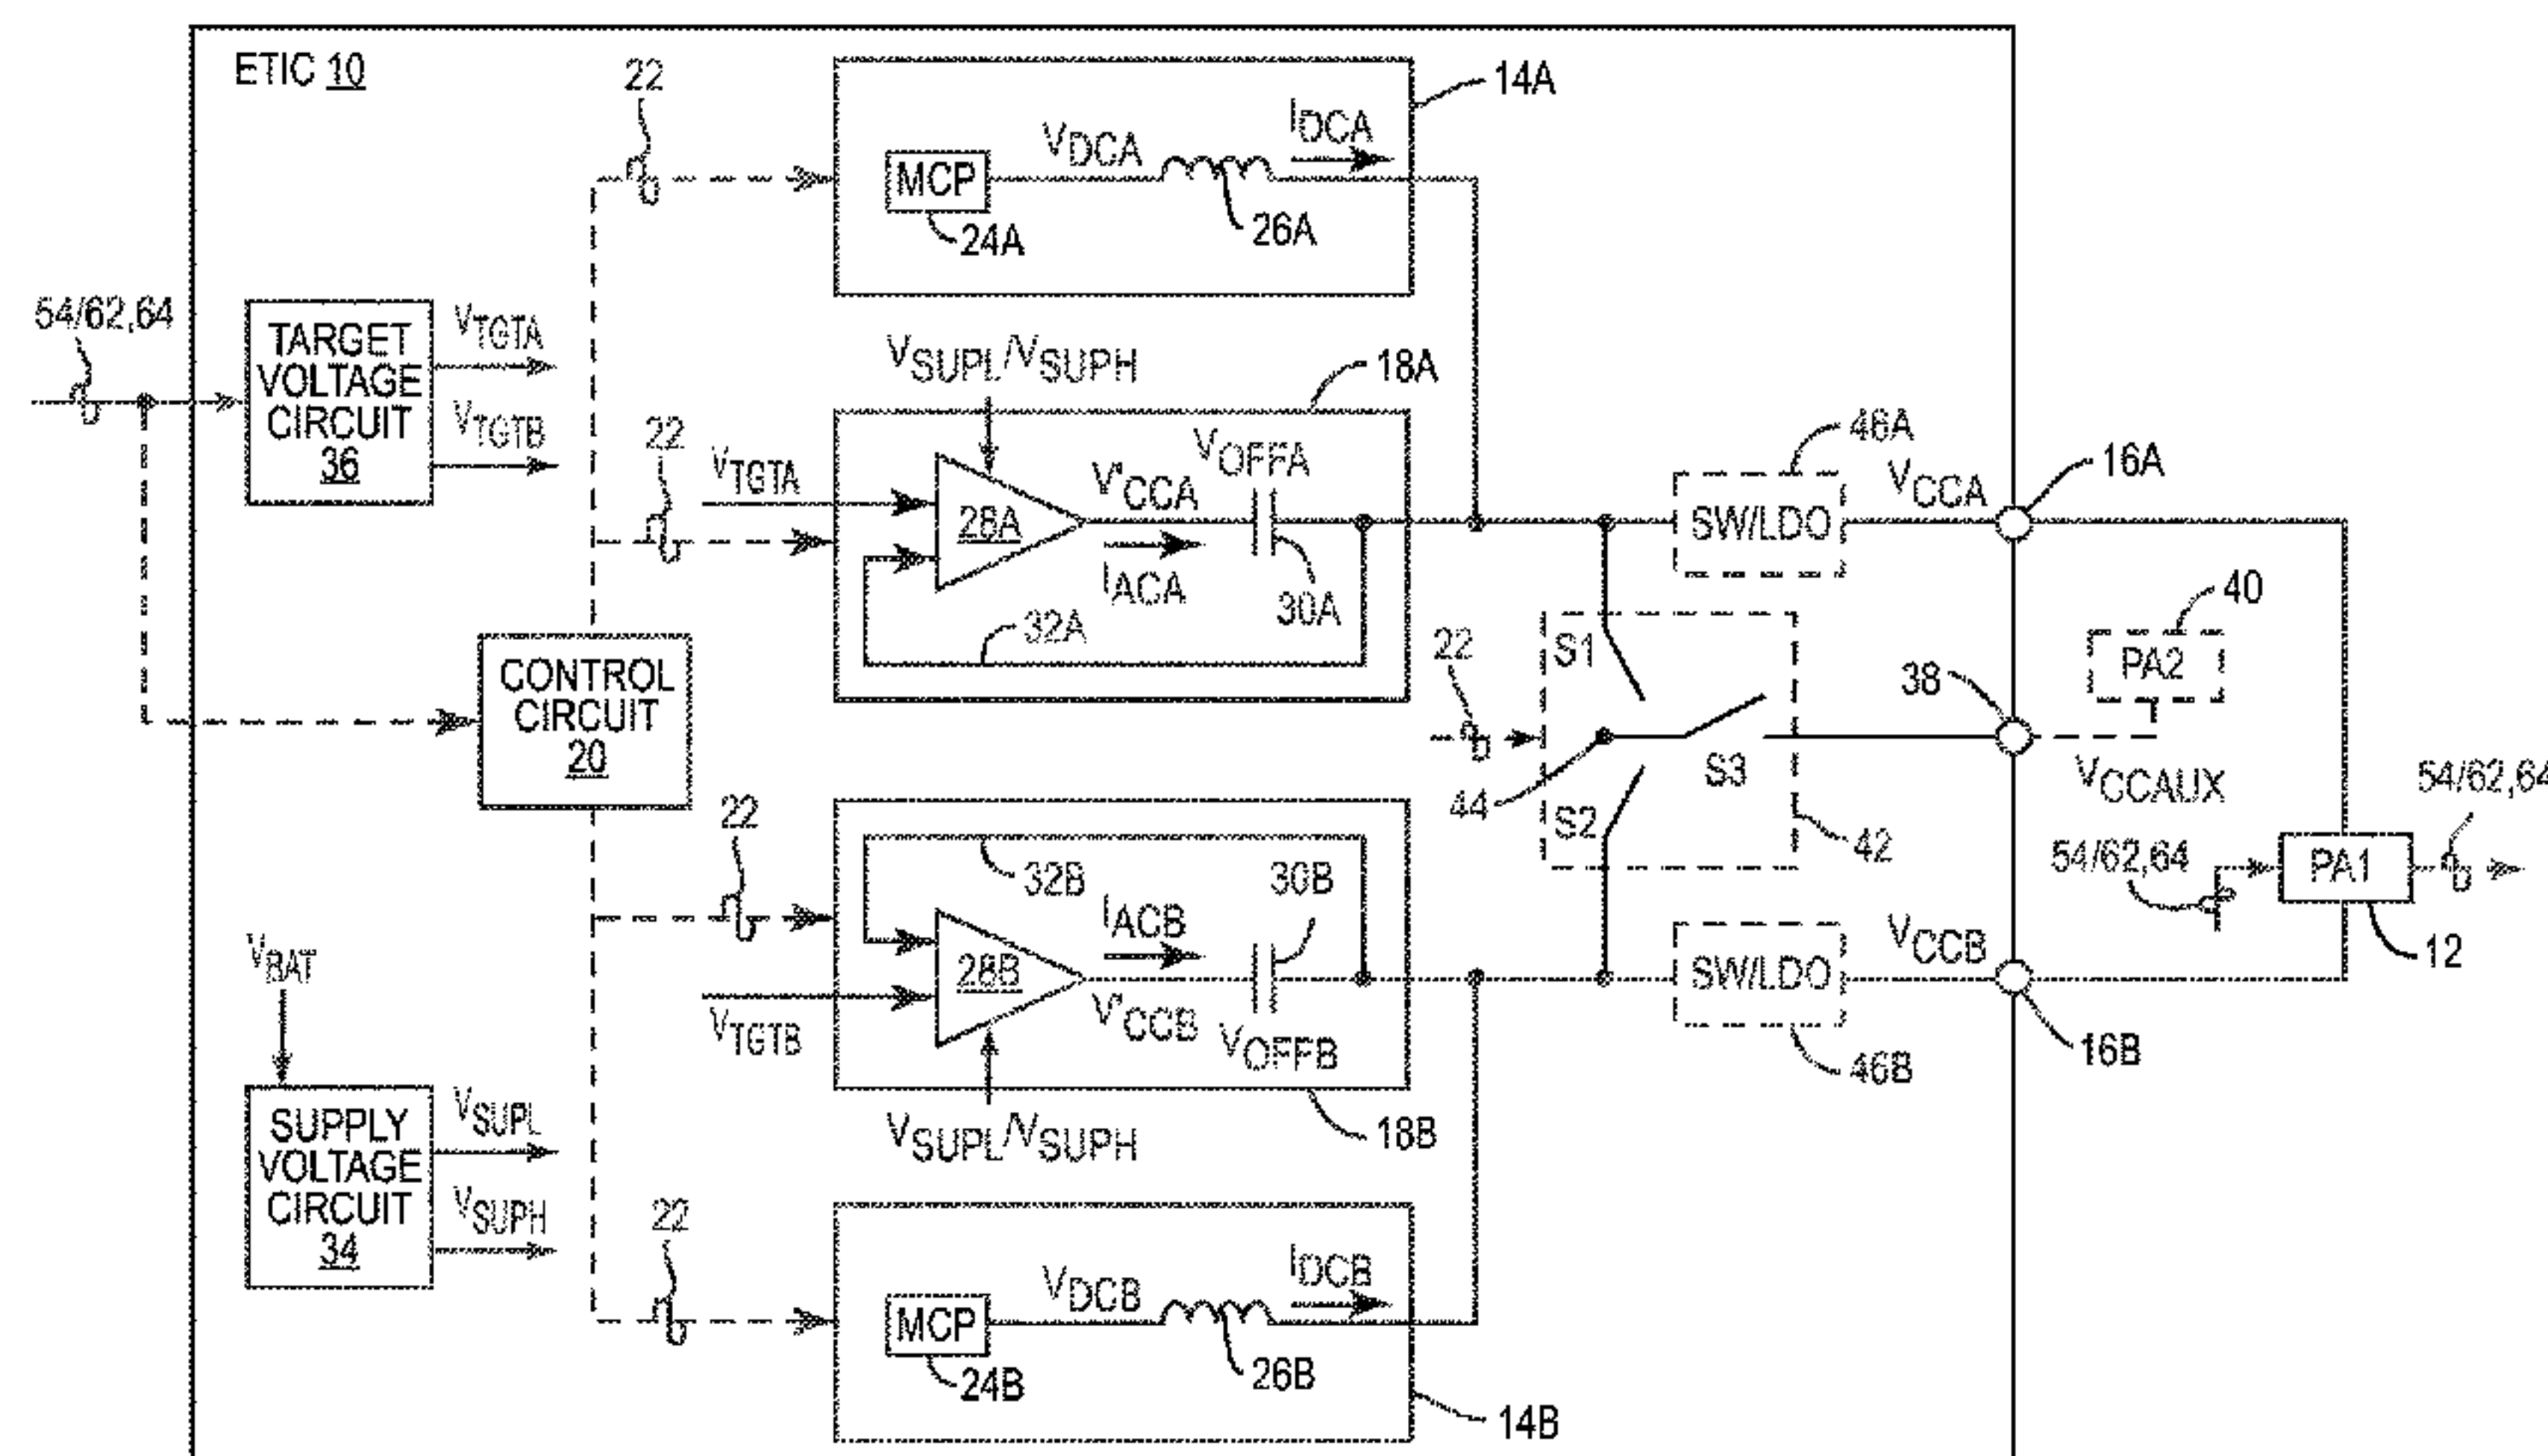 ETIC 10
22
14A
MCP
VDCA
IDCA
24A
26A
54/62,64
TARGET
VOLTAGE
CIRCUIT
36
VTGTA
VTGTB
VSUPL/VSUPH
18A
22
VTGTA
28A
V'CCA
IACA
VOFFA
30A
32A
46A
SW/LDO
VCCA
16A
40
PA2
38
VCCAUX
CONTROL
CIRCUIT
20
22
S1
S2
S3
44
42
54/62,64
54/62,64
PA1
12
22
32B
30B
IACB
28B
V'CCB
VOFFB
VTGTB
VSUPL/VSUPH
18B
SW/LDO
46B
VCCB
16B
VBAT
SUPPLY
VOLTAGE
CIRCUIT
34
VSUPL
VSUPH
22
MCP
VDCB
IDCB
24B
26B
14B